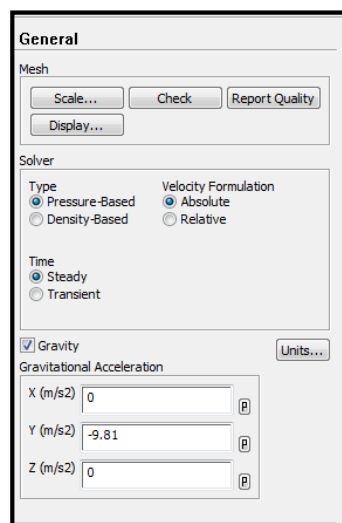 General
Mesh
Scale... Check Report Quality
Display...
Solver
Type Velocity Formulation
Pressure-Based Absolute
Density-Based Relative
Time
Steady
Transient
Gravity Units...
Gravitational Acceleration
X (m/s2) 0 P
Y (m/s2) -9.81 P
Z (m/s2) 0 P